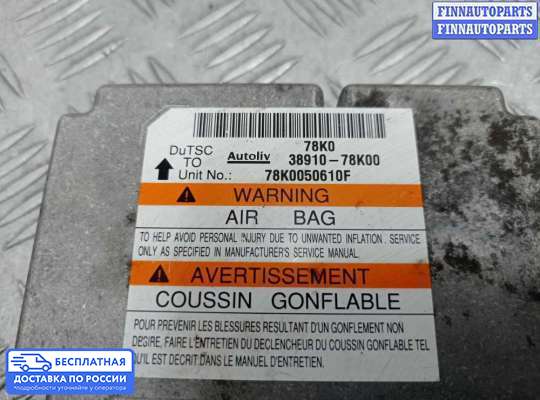 FINNAUTOPARTS
FINNAUTOPARTS
78K0
DuTSC
TO
Autoliv
38910-78K00
Unit No.:
78K0050610F
WARNING
AIR BAG
TO HELP AVOID PERSONAL INJURY DUE TO UNWANTED INFLATION. SERVICE
ONLY AS SPECIFIED IN MANUFACTURER'S SERVICE MANUAL.
AVERTISSEMENT
COUSSIN GONFLABLE
POUR PREVENIR LES BLESSURES RESULTANT D'UN GONFLEMENT NON
DESIRE, FAIRE L'ENTRETIEN DU DECLENCHEUR DU COUSSIN GONFLABLE TEL
QU'IL EST DECRIT DANS LE MANUEL D'ENTRETIEN.
БЕСПЛАТНАЯ
ДОСТАВКА ПО РОССИИ
подробности уточняйте у оператора